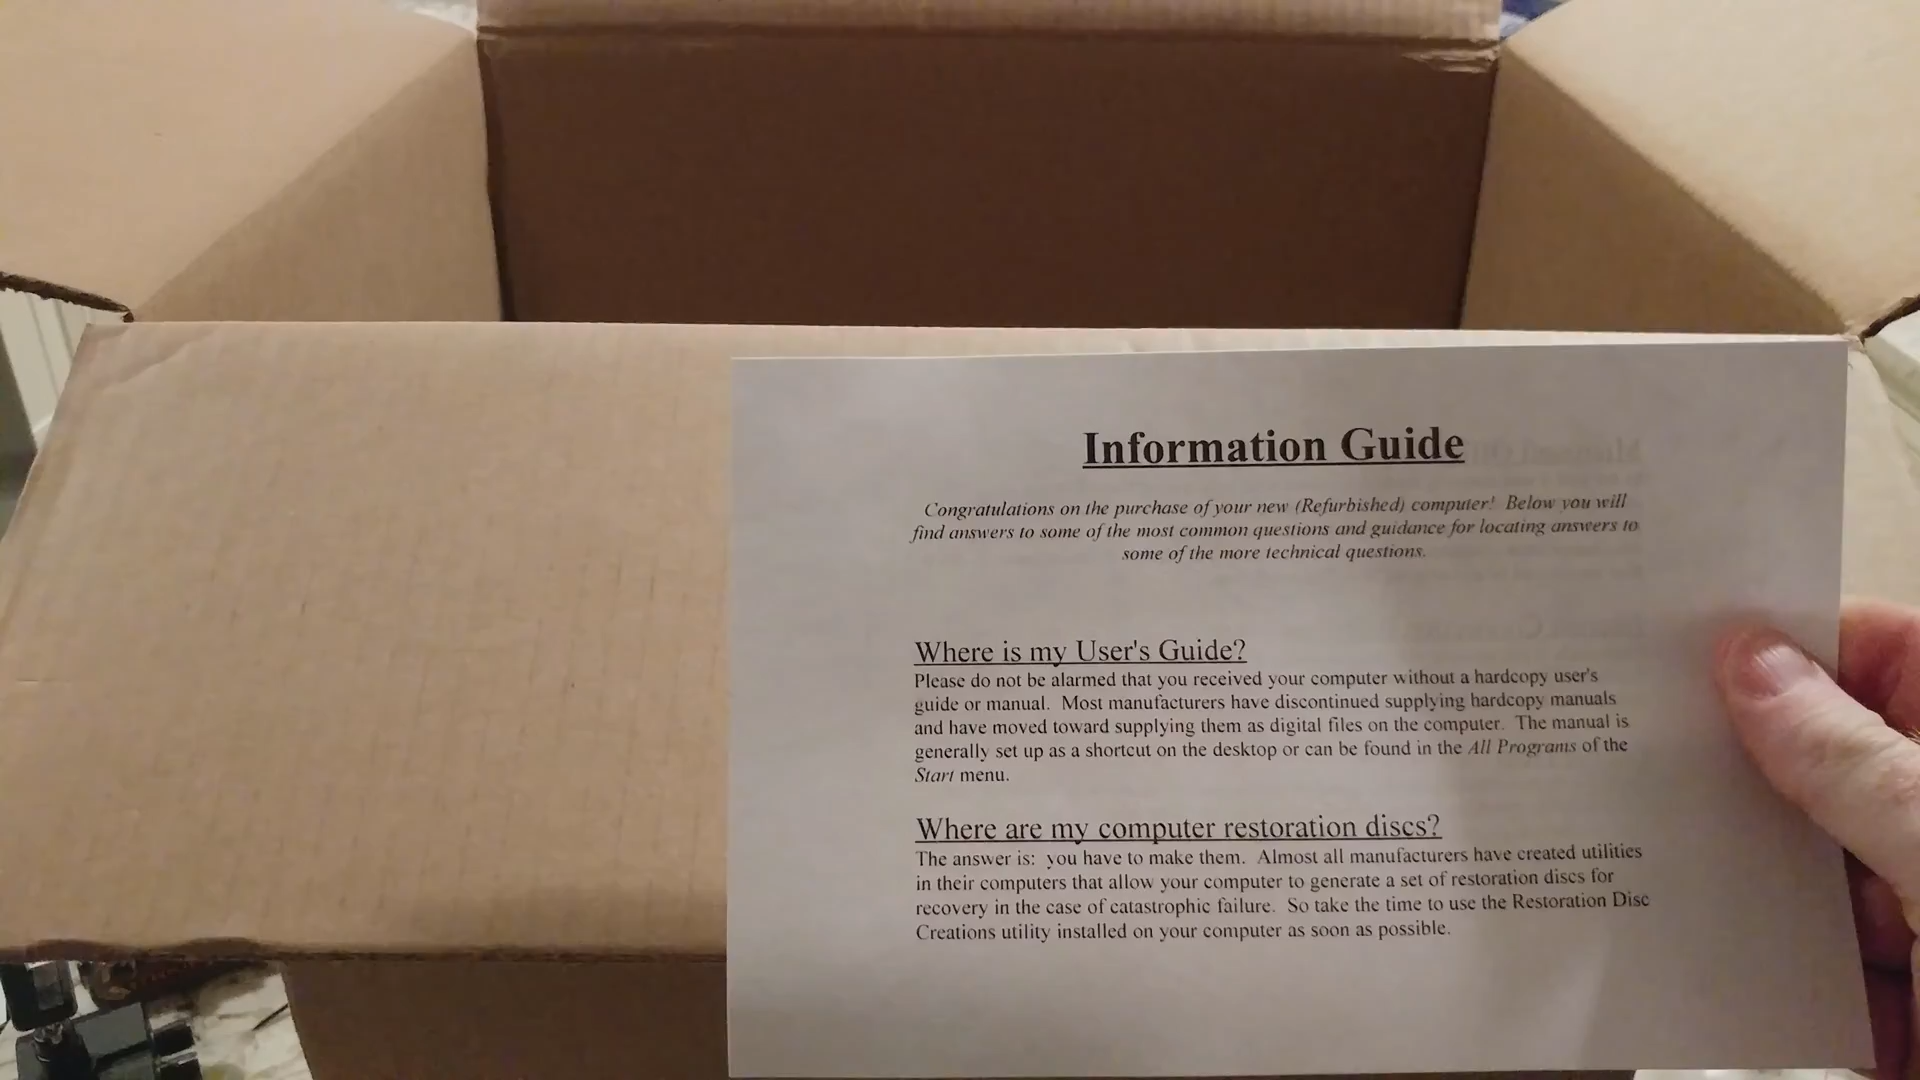 Information Guide
Congratulations on the purchase of your new (Refurbished) computer! Below you will
find answers to some of the most common questions and guidance for locating answers to
some of the more technical questions.
Where is my User's Guide?
Please do not be alarmed that you received your computer without a hardcopy user's
guide or manual. Most manufacturers have discontinued supplying hardcopy manuals
and have moved toward supplying them as digital files on the computer. The manual is
generally set up as a shortcut on the desktop or can be found in the All Programs of the
Start menu.
Where are my computer restoration discs?
The answer is: you have to make them. Almost all manufacturers have created utilities
in their computers that allow your computer to generate a set of restoration discs for
recovery in the case of catastrophic failure. So take the time to use the Restoration Disc
Creations utility installed on your computer as soon as possible.